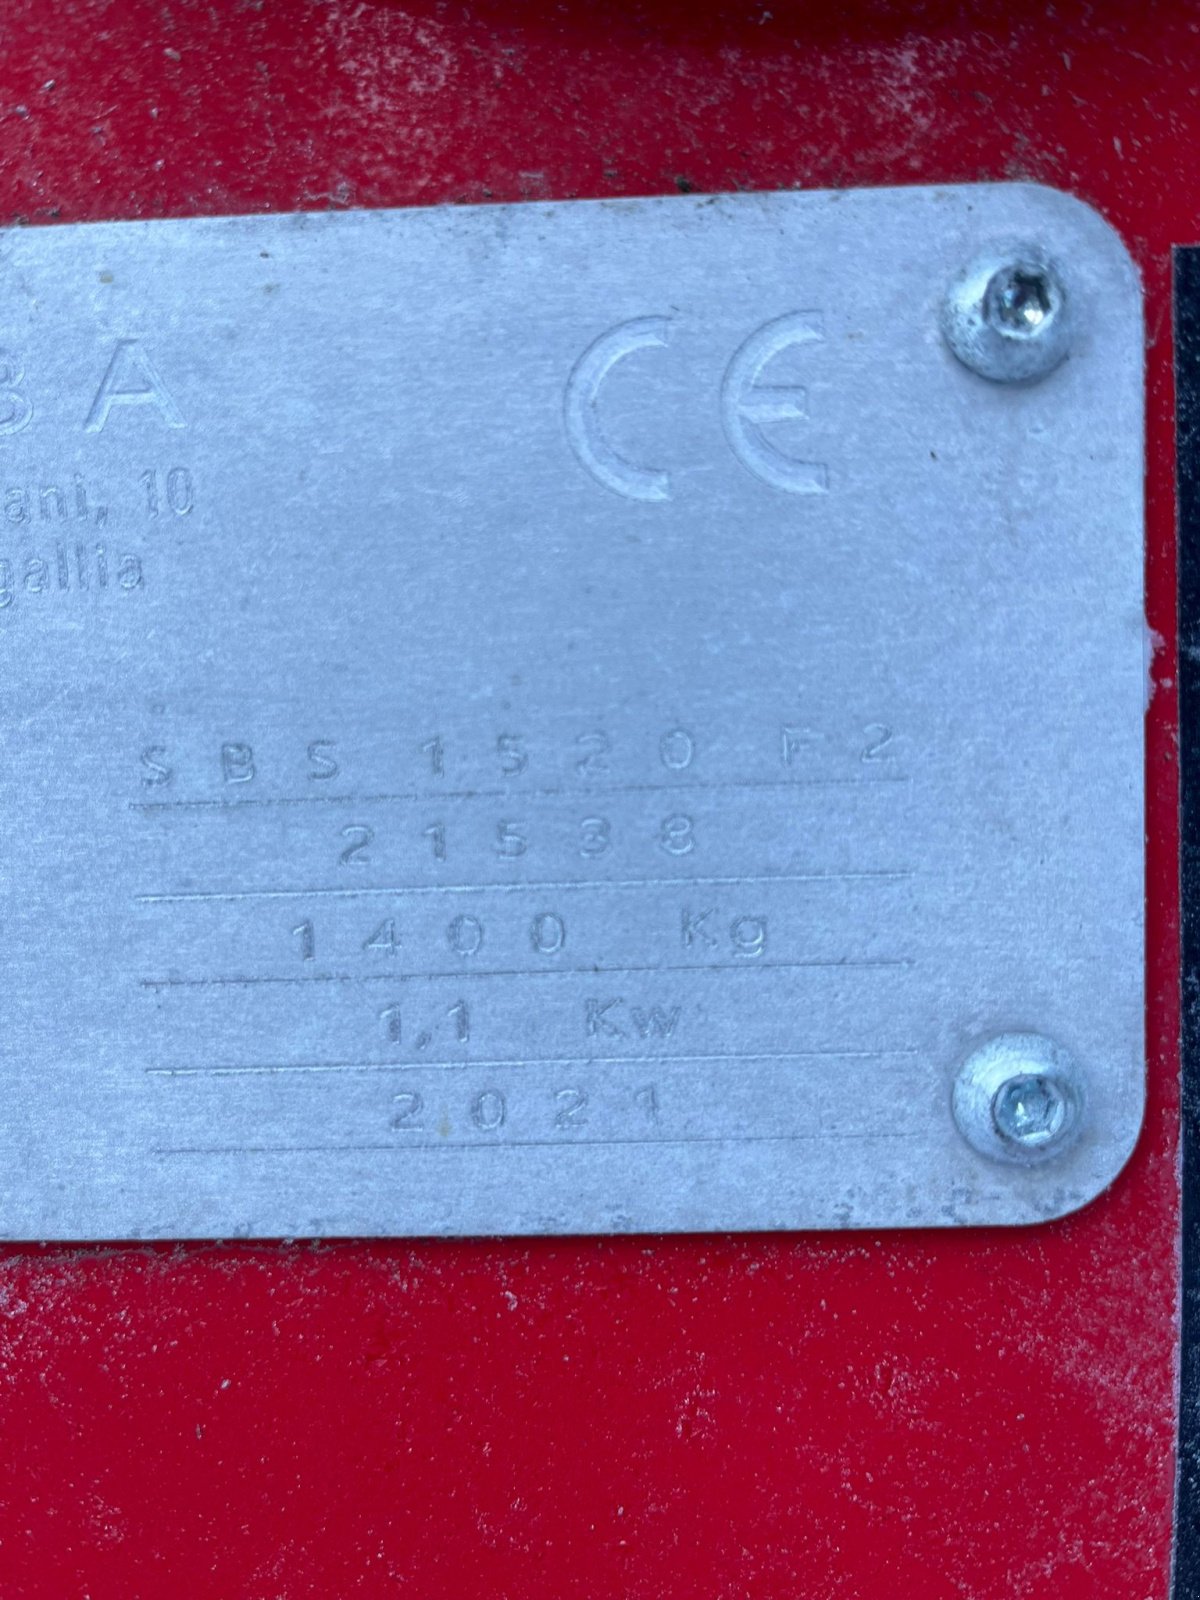 BA CE
ani, 10
gallia
SBS 1520 F2
21538
1400 Kg
1,1 Kw
2021